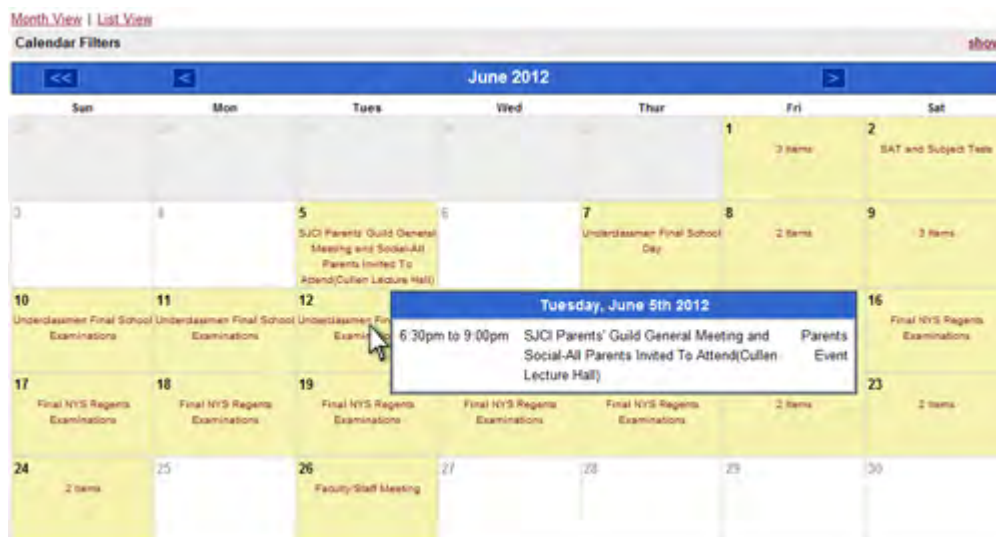 Month View | List View
Calendar Filters show
<< < June 2012 >
Sun Mon Tues Wed Thur Fri Sat
1 2
3 items SAT and Subject Tests
3 4 5 6 7 8 9
SJCI Parents' Guild General Underclassmen Final School 2 items 3 items
Meeting and Social-All Day
Parents Invited To
Attend(Cullen Lecture Hall)
10 11 12 16
Underclassmen Final School Underclassmen Final School Underclassmen Final NYS Regents
Examinations Examinations Examinations
Tuesday, June 5th 2012
6:30pm to 9:00pm SJCI Parents' Guild General Meeting and Parents
Social-All Parents Invited To Attend(Cullen Event
Lecture Hall)
17 18 19 23
Final NYS Regents Final NYS Regents Final NYS Regents Final NYS Regents Final NYS Regents 2 items 2 items
Examinations Examinations Examinations Examinations Examinations
24 25 26 27 28 29 30
2 items Faculty/Staff Meeting